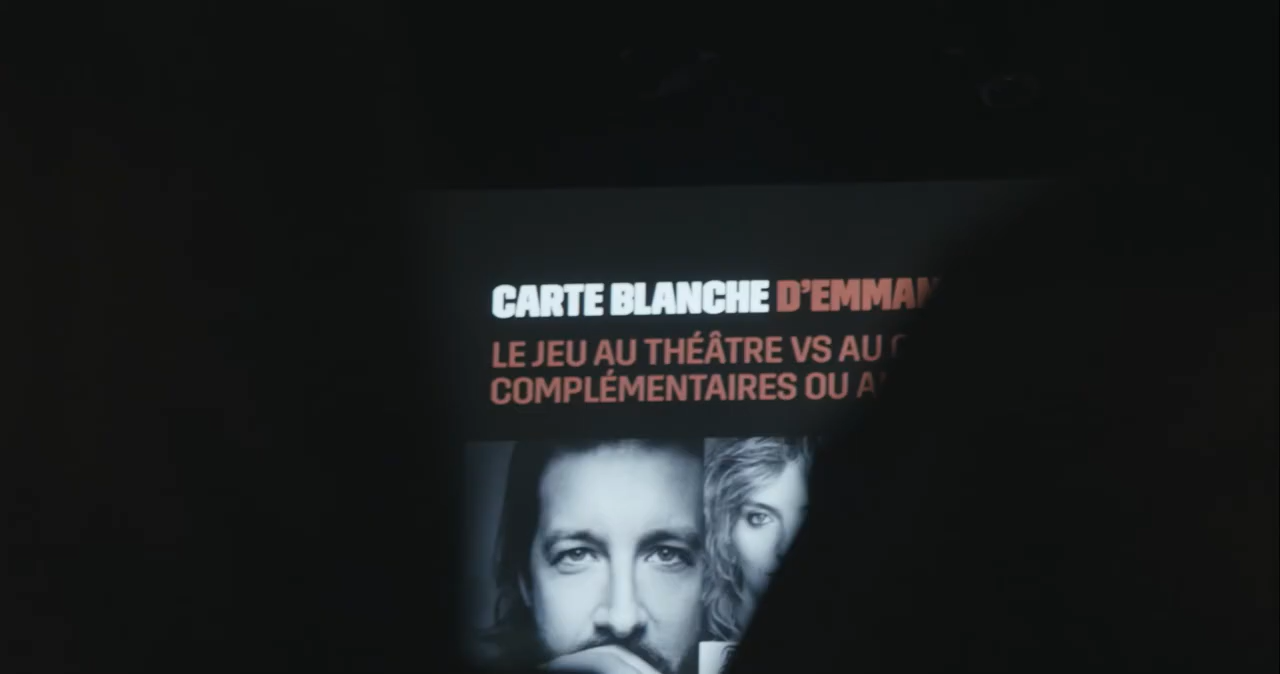 CARTE BLANCHE D'EMMAN
LE JEU AU THÉÂTRE VS AU
COMPLÉMENTAIRES OU